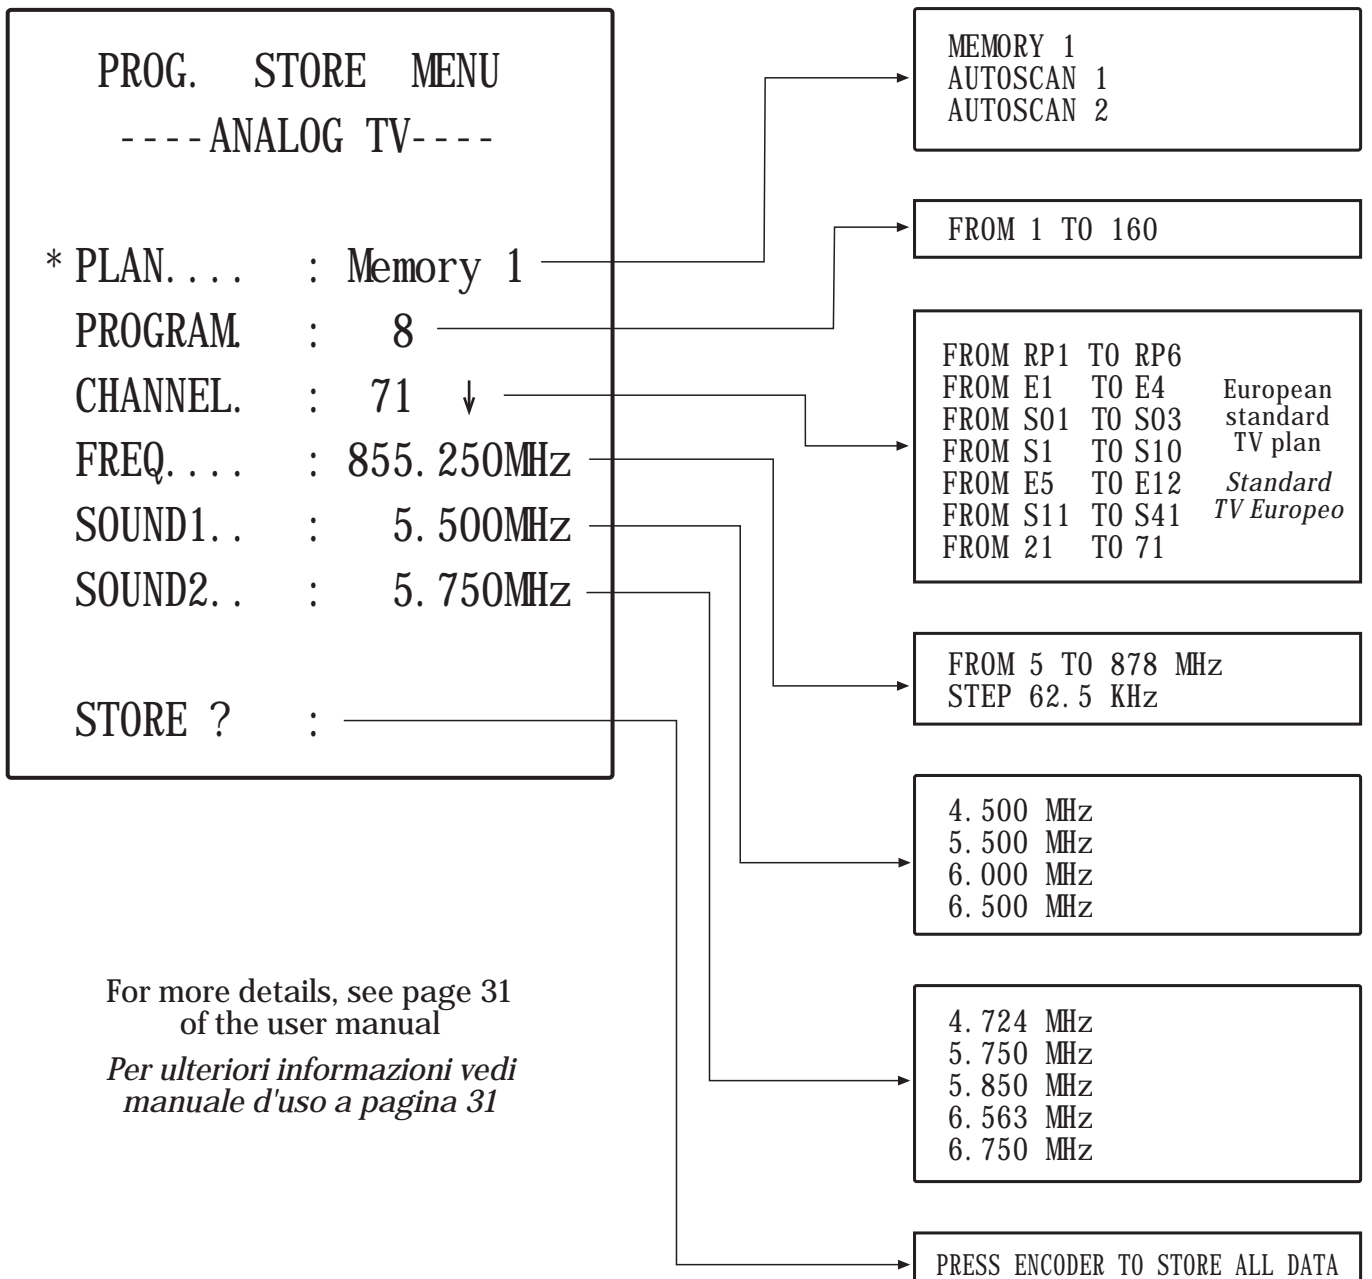 PROG. STORE MENU
----ANALOG TV----
* PLAN.... : Memory 1
PROGRAM. : 8
CHANNEL. : 71 ↓
FREQ.... : 855.250MHz
SOUND1.. : 5.500MHz
SOUND2.. : 5.750MHz
STORE ? :
For more details, see page 31
of the user manual
Per ulteriori informazioni vedi
manuale d'uso a pagina 31
MEMORY 1
AUTOSCAN 1
AUTOSCAN 2
FROM 1 TO 160
FROM RP1 TO RP6
FROM E1 TO E4
FROM S01 TO S03
FROM S1 TO S10
FROM E5 TO E12
FROM S11 TO S41
FROM 21 TO 71
European
standard
TV plan
Standard
TV Europeo
FROM 5 TO 878 MHz
STEP 62.5 KHz
4.500 MHz
5.500 MHz
6.000 MHz
6.500 MHz
4.724 MHz
5.750 MHz
5.850 MHz
6.563 MHz
6.750 MHz
PRESS ENCODER TO STORE ALL DATA